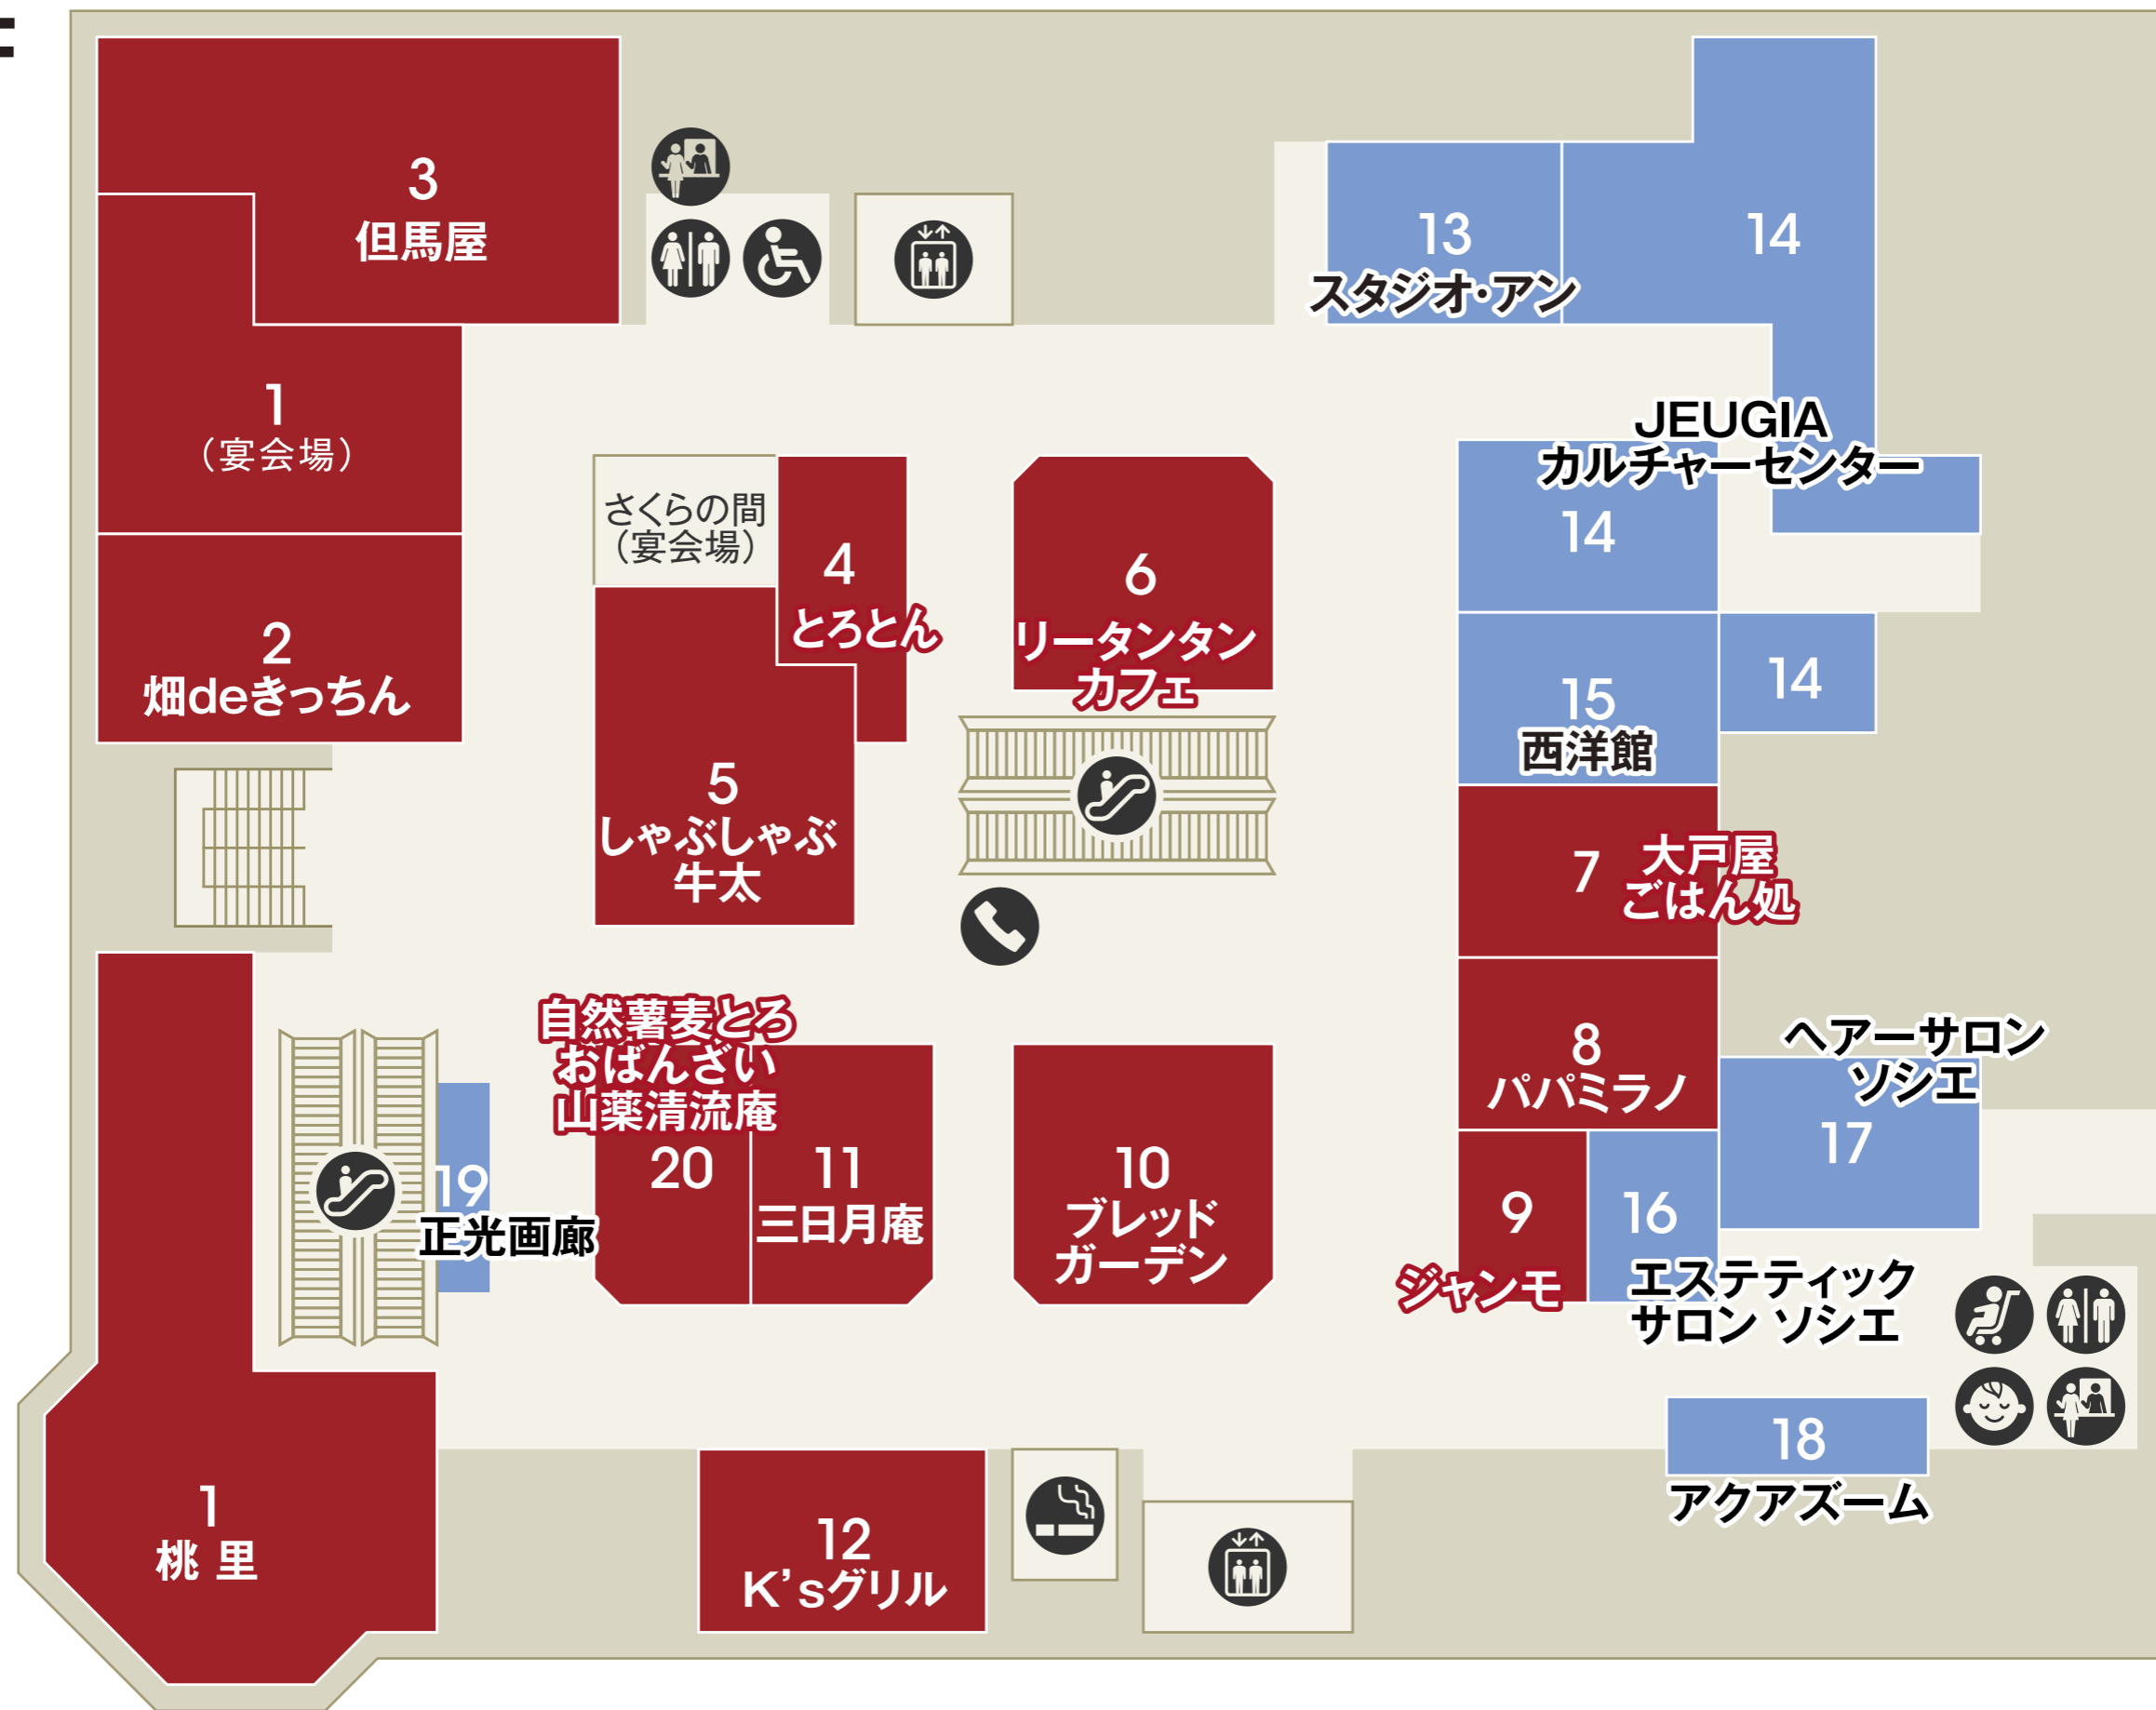 3
但馬屋
1
（宴会場）
2
畑deきっちん
さくらの間
（宴会場）
4
とろとん
5
しゃぶしゃぶ
牛太
6
リータンタン
カフェ
13
スタジオ・アン
14
JEUGIA
カルチャーセンター
14
15
西洋館
14
7
大戸屋
ごはん処
8
パパミラノ
9
ジャンモ
16
エステティック
サロン ソシエ
ヘアーサロン
ソシエ
17
18
アクアズーム
19
正光画廊
自然薯麦とろ
おばんざい
山薬清流庵
20
11
三日月庵
10
ブレッド
ガーデン
1
桃 里
12
K’sグリル